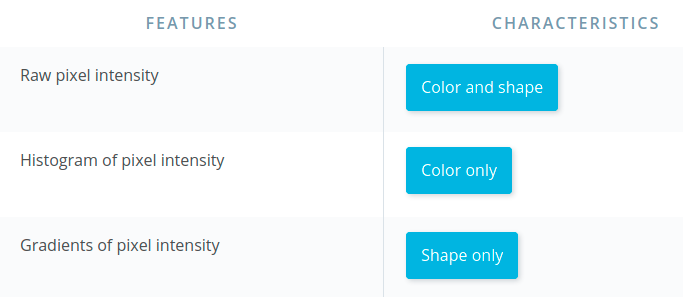 FEATURES CHARACTERISTICS
Raw pixel intensity Color and shape
Histogram of pixel intensity Color only
Gradients of pixel intensity Shape only